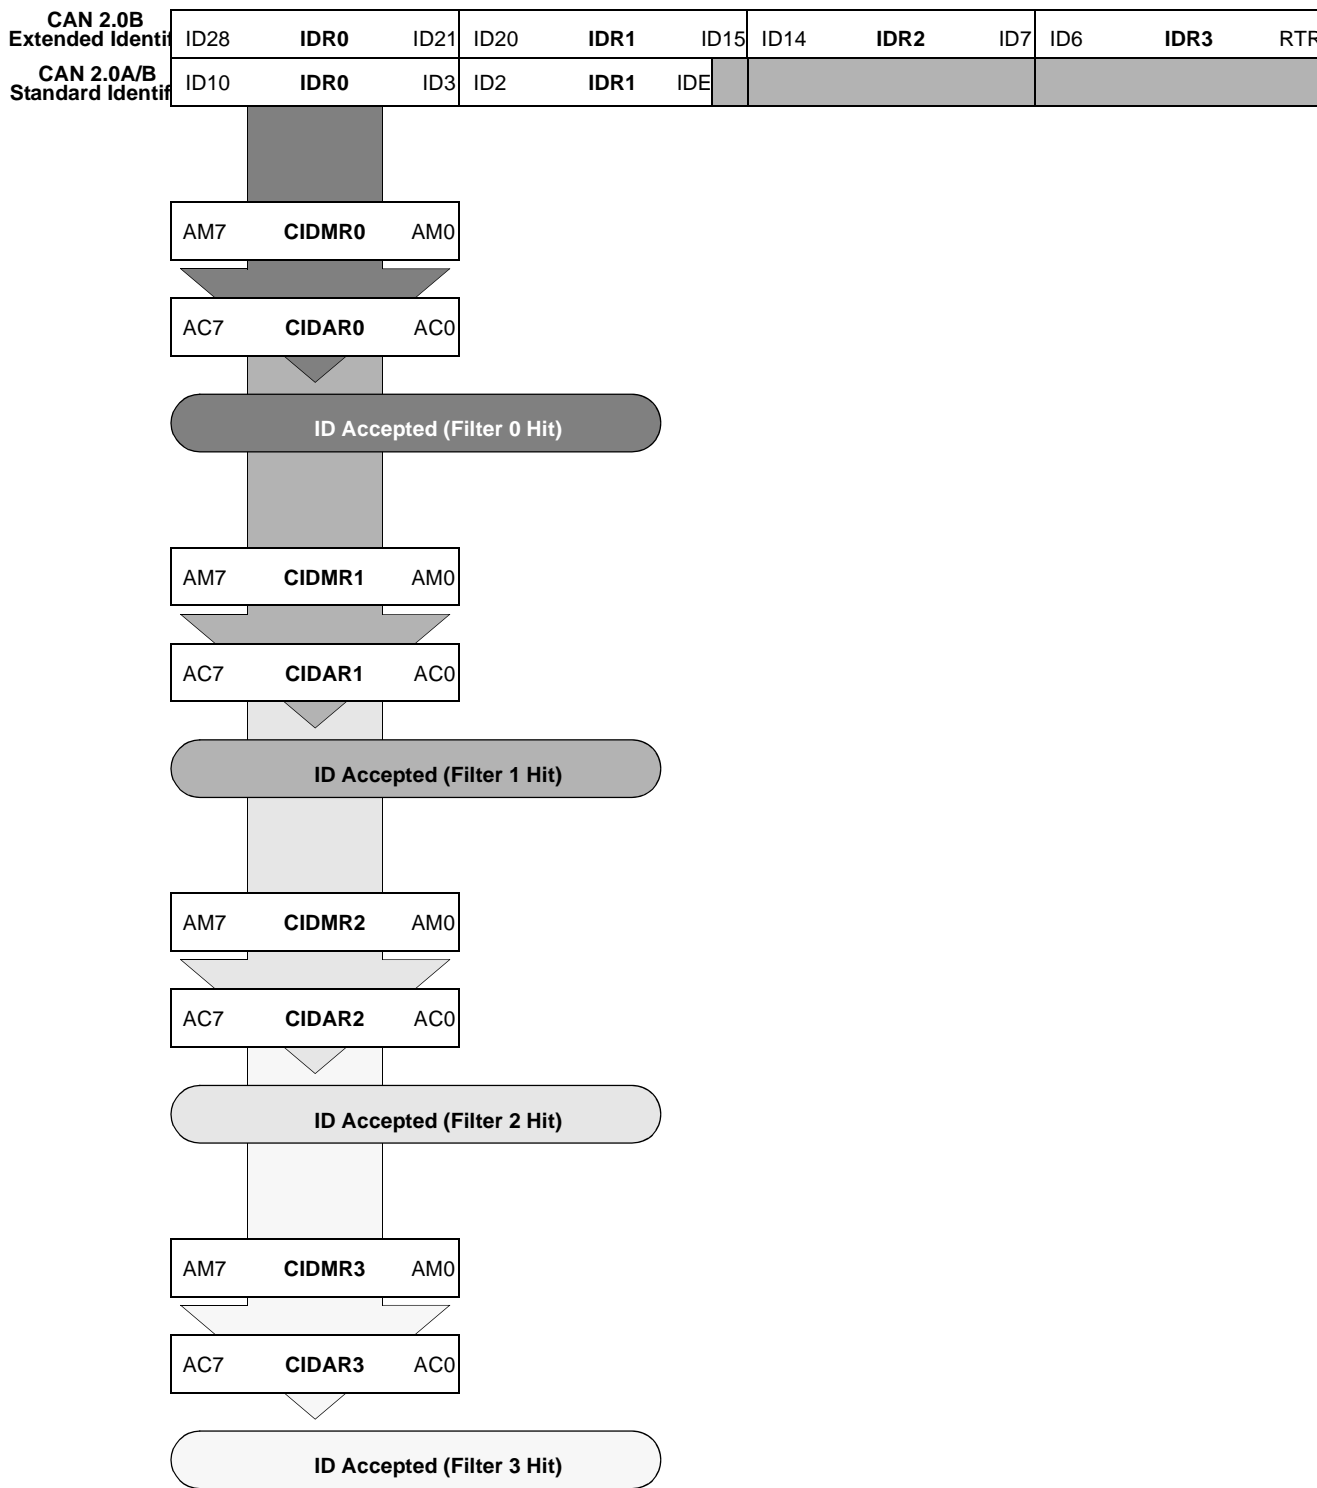 CAN 2.0B
Extended Identif ID28 IDR0 ID21 ID20 IDR1 ID15 ID14 IDR2 ID7 ID6 IDR3 RTR
CAN 2.0A/B
Standard Identif ID10 IDR0 ID3 ID2 IDR1 IDE
AM7 CIDMR0 AM0
AC7 CIDAR0 AC0
ID Accepted (Filter 0 Hit)
AM7 CIDMR1 AM0
AC7 CIDAR1 AC0
ID Accepted (Filter 1 Hit)
AM7 CIDMR2 AM0
AC7 CIDAR2 AC0
ID Accepted (Filter 2 Hit)
AM7 CIDMR3 AM0
AC7 CIDAR3 AC0
ID Accepted (Filter 3 Hit)